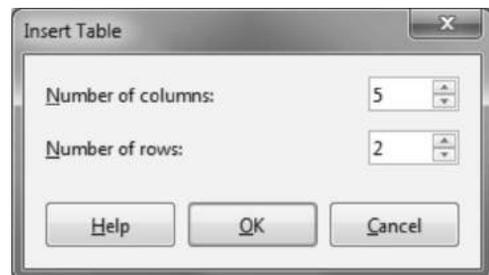 Insert Table
Number of columns: 5
Number of rows: 2
Help OK Cancel